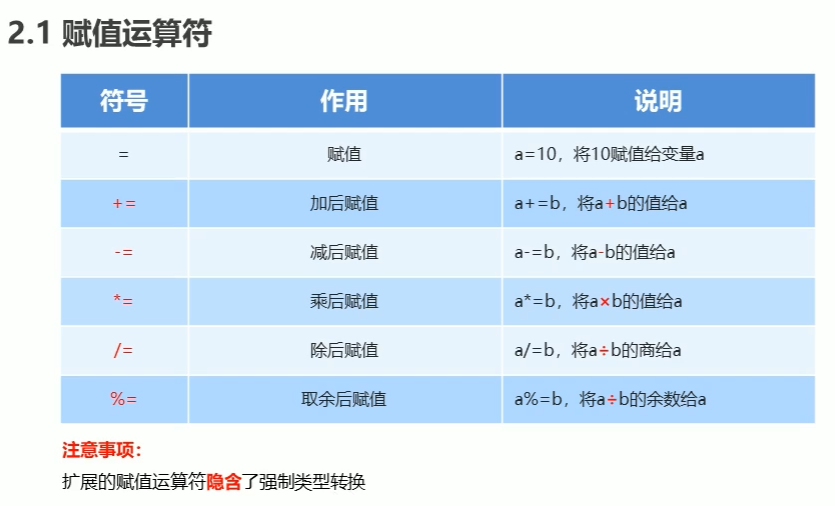 2.1 赋值运算符
符号 作用 说明
= 赋值 a=10，将10赋值给变量a
+= 加后赋值 a+=b，将a+b的值给a
-= 减后赋值 a-=b，将a-b的值给a
*= 乘后赋值 a*=b，将a×b的值给a
/= 除后赋值 a/=b，将a÷b的商给a
%= 取余后赋值 a%=b，将a÷b的余数给a
注意事项：
扩展的赋值运算符隐含了强制类型转换